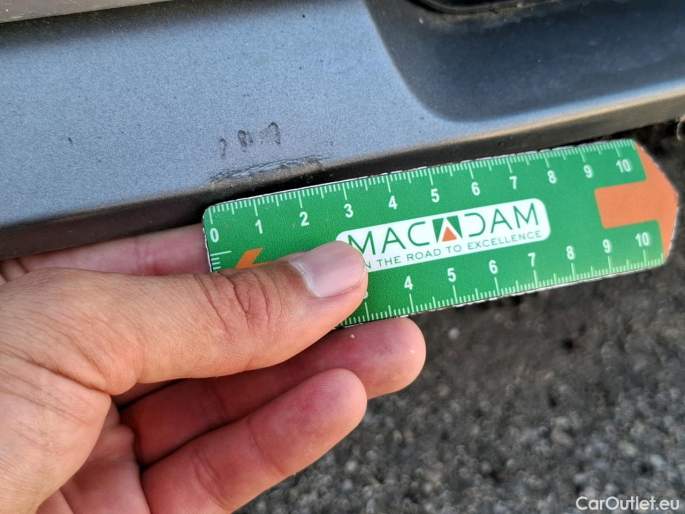 0 1 2 3 4 5 6 7 8 9 10
MACADAM
N THE ROAD TO EXCELLENCE
3 4 5 6 7 8 9 10
CarOutlet.eu